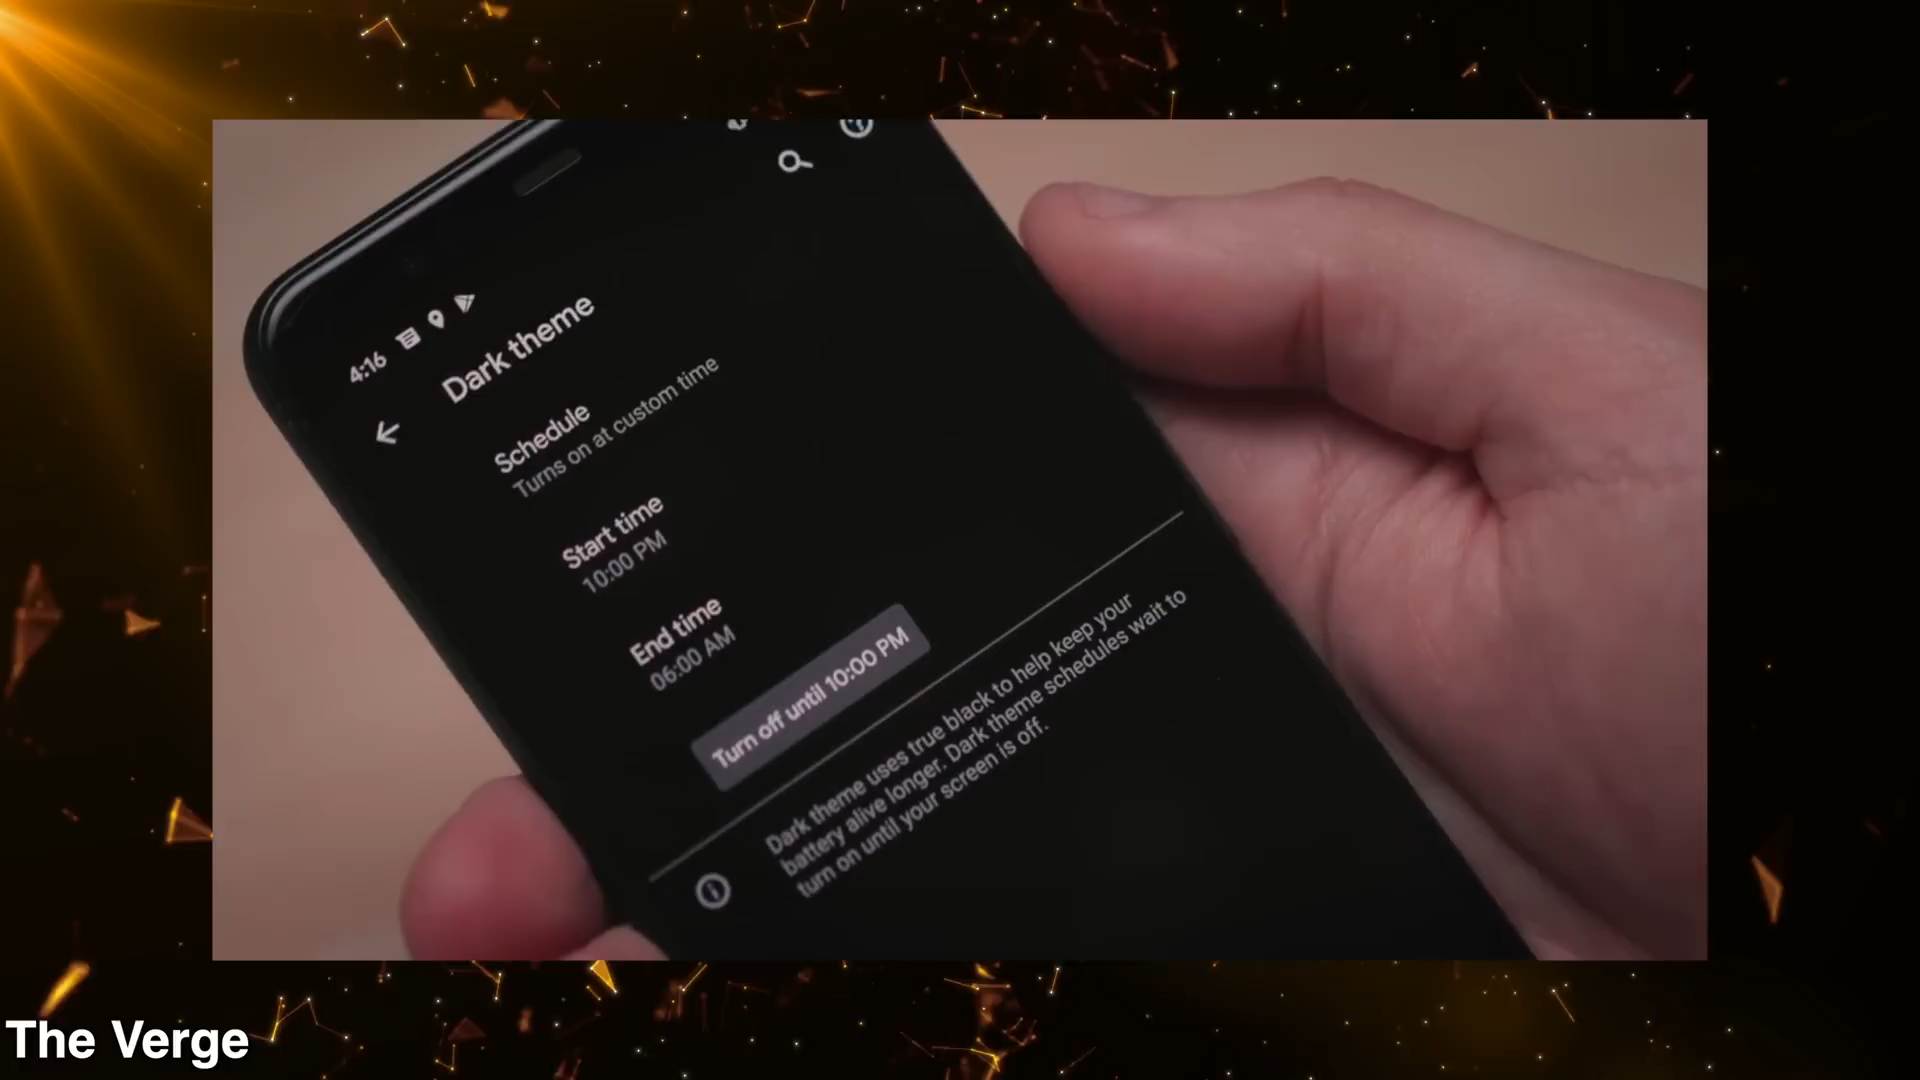 4:16
Dark theme
Schedule
Turns on at custom time
Start time
10:00 PM
End time
06:00 AM
Turn off until 10:00 PM
Dark theme uses true black to help keep your
battery alive longer. Dark theme schedules wait to
turn on until your screen is off.
The Verge